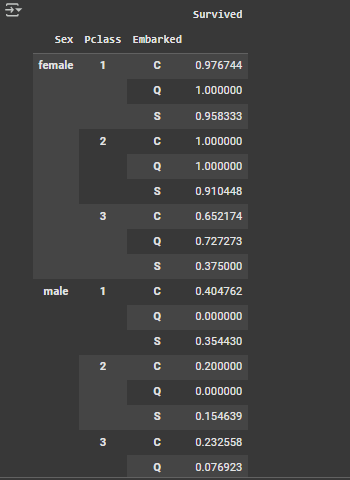 Survived
Sex Pclass Embarked
female 1 C 0.976744
Q 1.000000
S 0.958333
2 C 1.000000
Q 1.000000
S 0.910448
3 C 0.652174
Q 0.727273
S 0.375000
male 1 C 0.404762
Q 0.000000
S 0.354430
2 C 0.200000
Q 0.000000
S 0.154639
3 C 0.232558
Q 0.076923